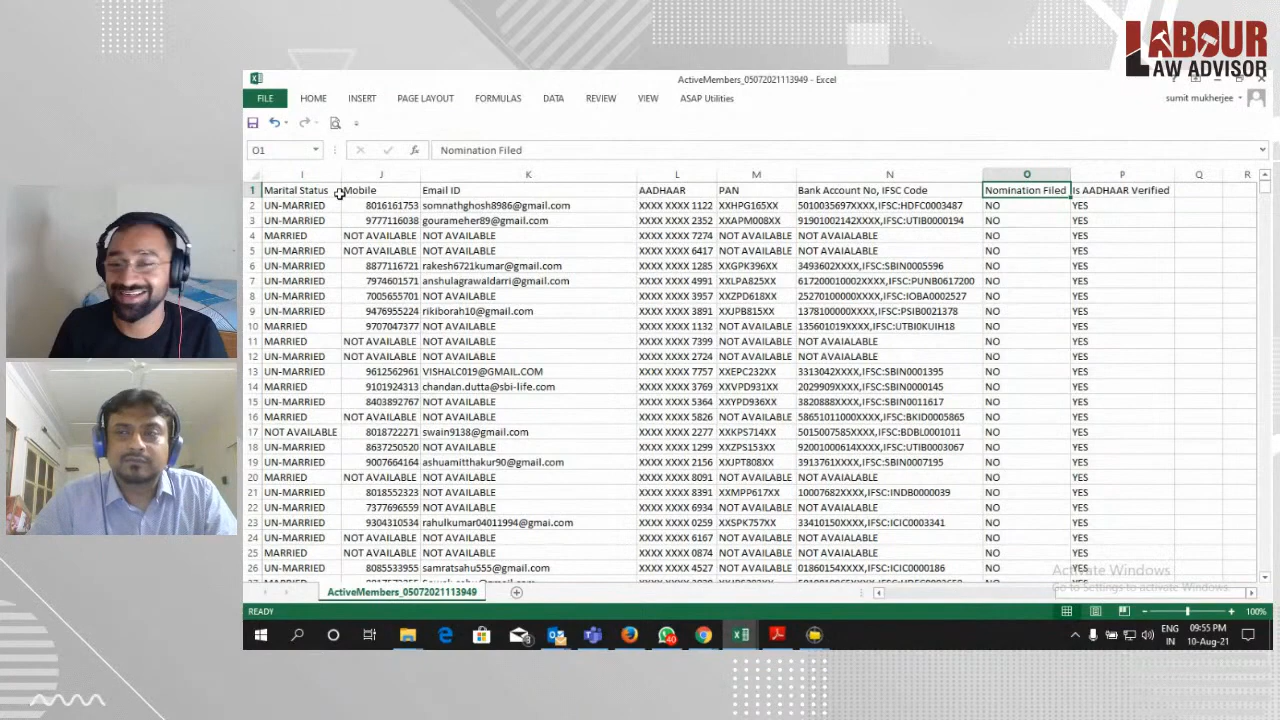 LABOUR
LAW ADVISOR
ActiveMembers_05072021113949 - Excel
FILE HOME INSERT PAGE LAYOUT FORMULAS DATA REVIEW VIEW ASAP Utilities sumit mukherjee
O1 Nomination Filed
I J K L M N O P Q R
1 Marital Status Mobile Email ID AADHAAR PAN Bank Account No, IFSC Code Nomination Filed Is AADHAAR Verified
2 UN-MARRIED 8016161753 somnathghosh8986@gmail.com XXXX XXXX 1122 XXHPG165XX 5010035697XXXX,IFSC:HDFC0003487 NO YES
3 UN-MARRIED 9777116038 gourameher89@gmail.com XXXX XXXX 2352 XXAPM008XX 91901002142XXXX,IFSC:UTIB0000194 NO YES
4 MARRIED NOT AVAILABLE NOT AVAILABLE XXXX XXXX 7274 NOT AVAILABLE NOT AVAIALABLE NO YES
5 UN-MARRIED NOT AVAILABLE NOT AVAILABLE XXXX XXXX 6417 NOT AVAILABLE NOT AVAIALABLE NO YES
6 UN-MARRIED 8877116721 rakesh6721kumar@gmail.com XXXX XXXX 1285 XXGPK396XX 3493602XXXX,IFSC:SBIN0005596 NO YES
7 UN-MARRIED 7974601571 anshulagrawaldarri@gmail.com XXXX XXXX 4991 XXLPA825XX 617200010002XXXX,IFSC:PUNB0617200 NO YES
8 UN-MARRIED 7005655701 NOT AVAILABLE XXXX XXXX 3957 XXZPD618XX 25270100000XXXX,IFSC:IOBA0002527 NO YES
9 UN-MARRIED 9476955224 rikiborah10@gmail.com XXXX XXXX 3891 XXJPB815XX 1378100000XXXX,IFSC:PSIB0021378 NO YES
10 MARRIED 9707047377 NOT AVAILABLE XXXX XXXX 1132 NOT AVAILABLE 135601019XXXX,IFSC:UTBI0KUIH18 NO YES
11 MARRIED NOT AVAILABLE NOT AVAILABLE XXXX XXXX 7399 NOT AVAILABLE NOT AVAIALABLE NO YES
12 UN-MARRIED NOT AVAILABLE NOT AVAILABLE XXXX XXXX 2724 NOT AVAILABLE NOT AVAIALABLE NO YES
13 UN-MARRIED 9612562961 VISHALC019@GMAIL.COM XXXX XXXX 7757 XXEPC232XX 3313042XXXX,IFSC:SBIN0001395 NO YES
14 MARRIED 9101924313 chandan.dutta@sbi-life.com XXXX XXXX 3769 XXVPD931XX 2029909XXXX,IFSC:SBIN0000145 NO YES
15 UN-MARRIED 8403892767 NOT AVAILABLE XXXX XXXX 5364 XXYPD936XX 3820888XXXX,IFSC:SBIN0011617 NO YES
16 MARRIED NOT AVAILABLE NOT AVAILABLE XXXX XXXX 5826 NOT AVAILABLE 58651011000XXXX,IFSC:BKID0005865 NO YES
17 NOT AVAILABLE 8018722271 swain9138@gmail.com XXXX XXXX 2277 XXKPS714XX 5015007585XXXX,IFSC:BDBL0001011 NO YES
18 UN-MARRIED 8637250520 NOT AVAILABLE XXXX XXXX 1299 XXZPS153XX 92001000614XXXX,IFSC:UTIB0003067 NO YES
19 UN-MARRIED 9007664164 ashuamitthakur90@gmail.com XXXX XXXX 2156 XXJPT808XX 3913761XXXX,IFSC:SBIN0007195 NO YES
20 MARRIED NOT AVAILABLE NOT AVAILABLE XXXX XXXX 8091 NOT AVAILABLE NOT AVAIALABLE NO YES
21 UN-MARRIED 8018552323 NOT AVAILABLE XXXX XXXX 8391 XXMPP617XX 10007682XXXX,IFSC:INDB0000039 NO YES
22 UN-MARRIED 7377696559 NOT AVAILABLE XXXX XXXX 6934 NOT AVAILABLE NOT AVAIALABLE NO YES
23 UN-MARRIED 9304310534 rahulkumar04011994@gmai.com XXXX XXXX 0259 XXSPK757XX 33410150XXXX,IFSC:ICIC0003341 NO YES
24 UN-MARRIED NOT AVAILABLE NOT AVAILABLE XXXX XXXX 6167 NOT AVAILABLE NOT AVAIALABLE NO YES
25 MARRIED NOT AVAILABLE NOT AVAILABLE XXXX XXXX 0874 NOT AVAILABLE NOT AVAIALABLE NO YES
26 UN-MARRIED 8085533955 samratsahu555@gmail.com XXXX XXXX 4527 XXXX 01860154XXXX,IFSC:ICIC0000186 NO YES
Activate Windows
Go to Settings to activate Windows.
ActiveMembers_05072021113949
READY 100%
ENG
IN
09:55 PM
10-Aug-21